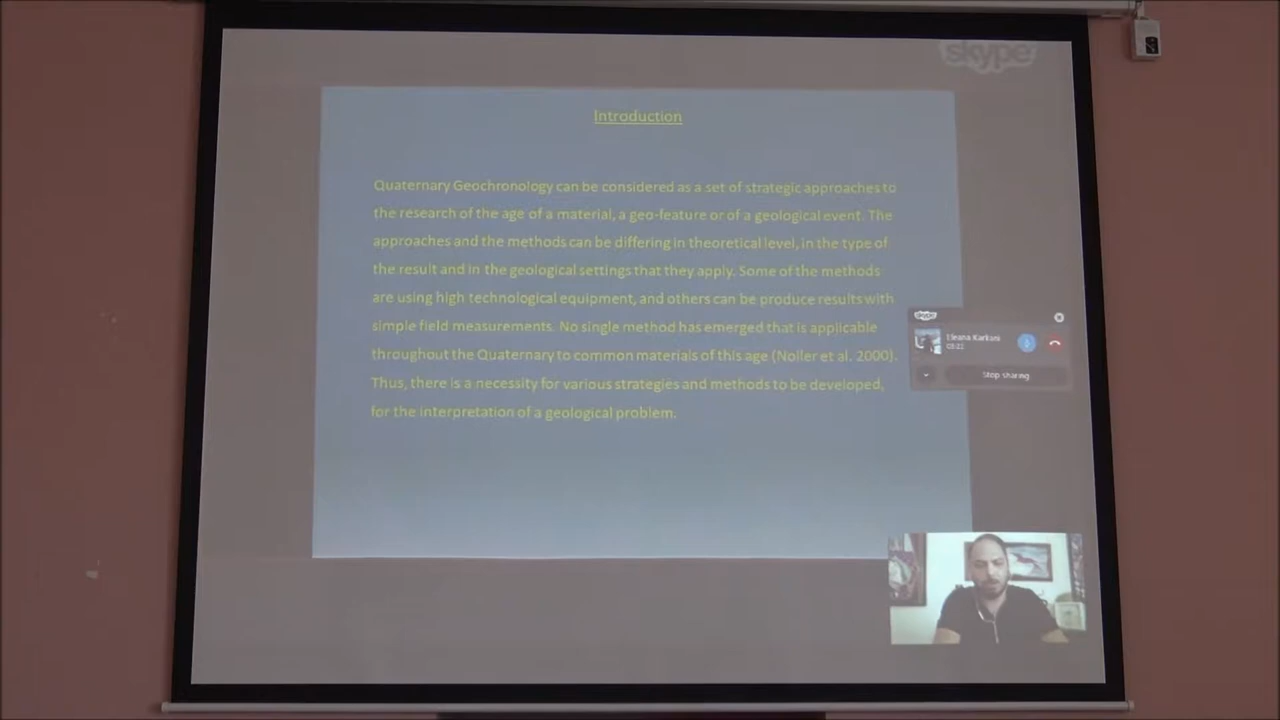 skype
Introduction
Quaternary Geochronology can be considered as a set of strategic approaches to
the research of the age of a material, a geo-feature or of a geological event. The
approaches and the methods can be differing in theoretical level, in the type of
the result and in the geological settings that they apply. Some of the methods
are using high technological equipment, and others can be produce results with
simple field measurements. No single method has emerged that is applicable
throughout the Quaternary to common materials of this age (Noller et al. 2000).
Thus, there is a necessity for various strategies and methods to be developed,
for the interpretation of a geological problem.
skype
Karkani
Stop sharing